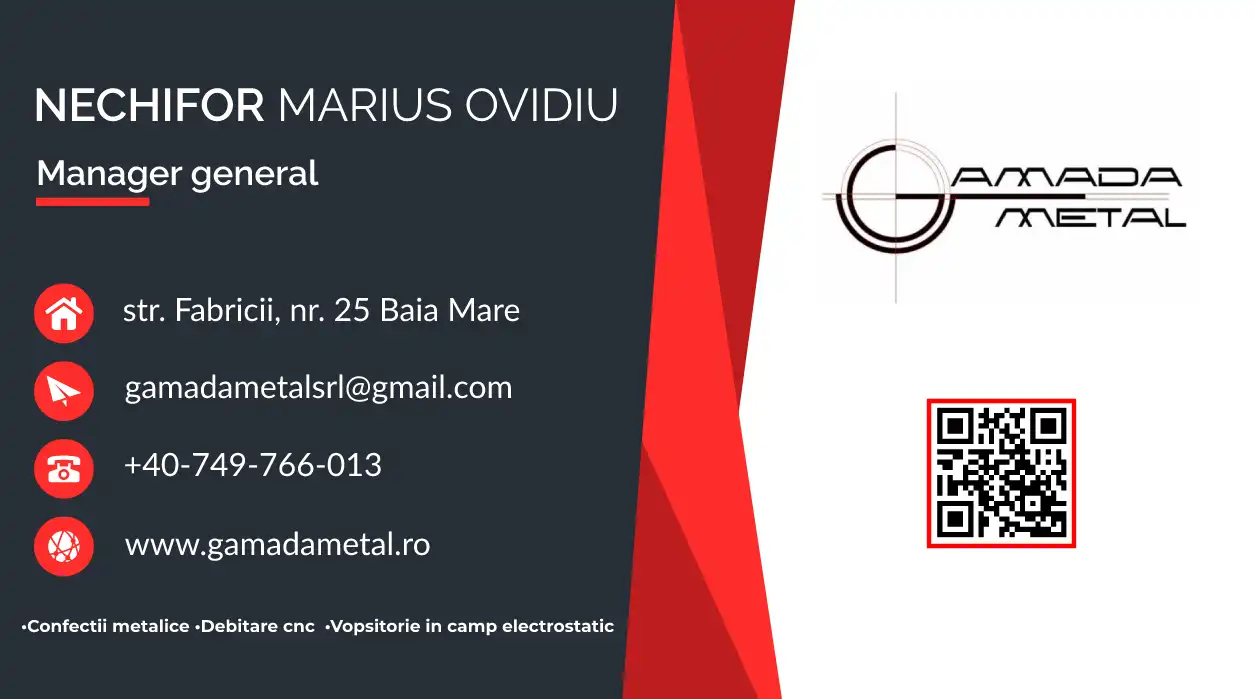 NECHIFOR MARIUS OVIDIU
Manager general
str. Fabricii, nr. 25 Baia Mare
gamadametalsrl@gmail.com
+40-749-766-013
www.gamadametal.ro
•Confectii metalice •Debitare cnc •Vopsitorie in camp electrostatic
GAMADA
METAL